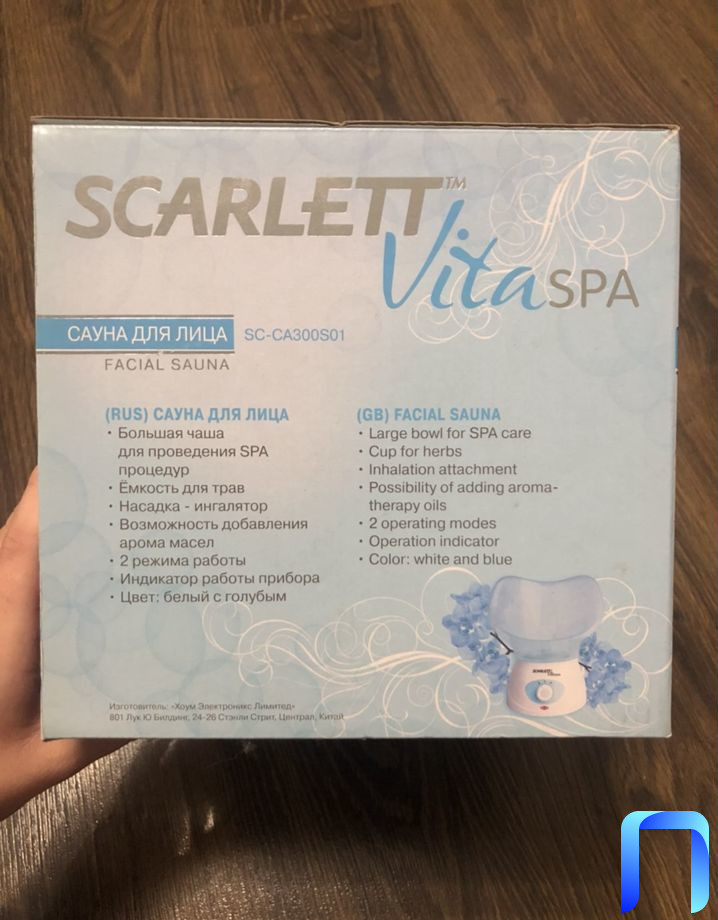 SCARLETT™
Vita SPA
САУНА ДЛЯ ЛИЦА SC-CA300S01
FACIAL SAUNA
(RUS) САУНА ДЛЯ ЛИЦА
• Большая чаша
для проведения SPA
процедур
• Ёмкость для трав
• Насадка - ингалятор
• Возможность добавления
арома масел
• 2 режима работы
• Индикатор работы прибора
• Цвет: белый с голубым
(GB) FACIAL SAUNA
• Large bowl for SPA care
• Cup for herbs
• Inhalation attachment
• Possibility of adding aroma-
therapy oils
• 2 operating modes
• Operation indicator
• Color: white and blue
SCARLETT
Изготовитель: «Хоум Электроникс Лимитед»
801 Лук Ю Билдинг, 24-26 Стэнли Стрит, Централ, Китай